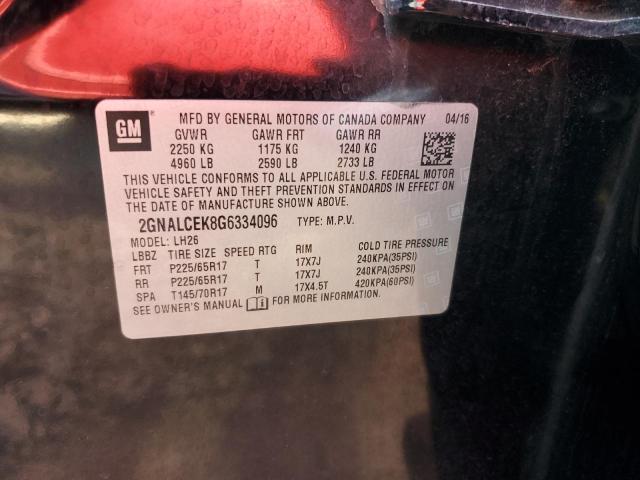 GM
MFD BY GENERAL MOTORS OF CANADA COMPANY 04/16
GVWR GAWR FRT GAWR RR
2250 KG 1175 KG 1240 KG
4960 LB 2590 LB 2733 LB
THIS VEHICLE CONFORMS TO ALL APPLICABLE U.S. FEDERAL MOTOR
VEHICLE SAFETY AND THEFT PREVENTION STANDARDS IN EFFECT ON
THE DATE OF MANUFACTURE SHOWN ABOVE.
2GNALCEK8G6334096 TYPE: M.P.V.
MODEL: LH26
LBBZ TIRE SIZE SPEED RTG RIM COLD TIRE PRESSURE
FRT P225/65R17 T 17X7J 240KPA(35PSI)
RR P225/65R17 T 17X7J 240KPA(35PSI)
SPA T145/70R17 M 17X4.5T 420KPA(60PSI)
SEE OWNER'S MANUAL FOR MORE INFORMATION.